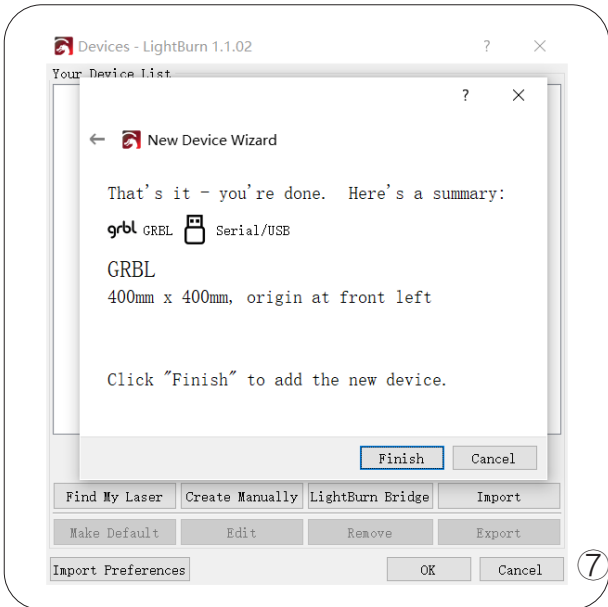 Devices - LightBurn 1.1.02 ?
Your Device List
?
New Device Wizard
That's it - you're done. Here's a summary:
grbl GRBL Serial/USB
GRBL
400mm x 400mm, origin at front left
Click "Finish" to add the new device.
Finish Cancel
Find My Laser Create Manually LightBurn Bridge Import
Make Default Edit Remove Export
Import Preferences OK Cancel
⑦